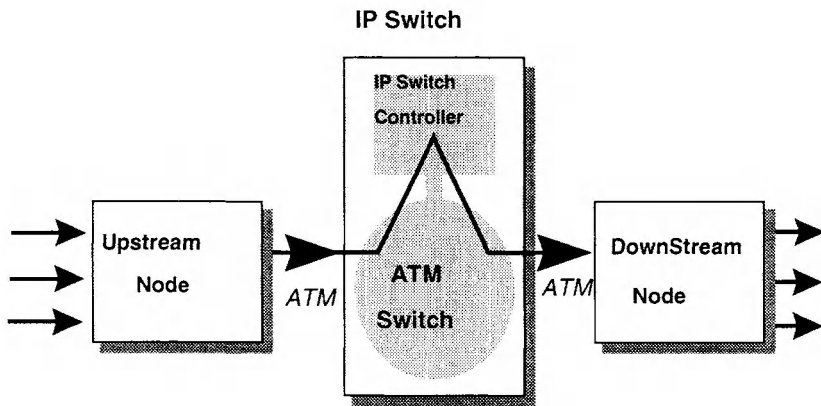 IP Switch
IP Switch
Controller
Upstream
Node
ATM
ATM
Switch
ATM
DownStream
Node